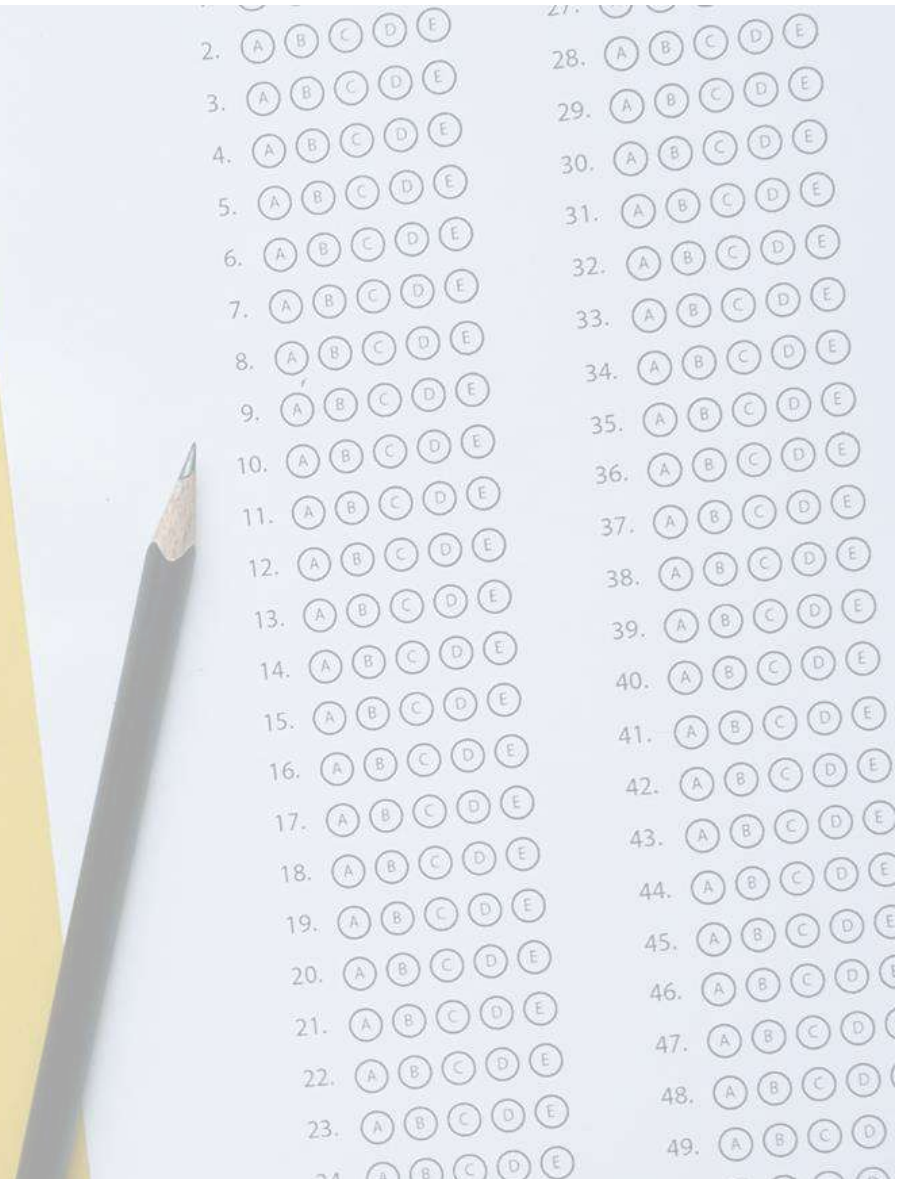 2. A B C D E
3. A B C D E
4. A B C D E
5. A B C D E
6. A B C D E
7. A B C D E
8. A B C D E
9. A B C D E
10. A B C D E
11. A B C D E
12. A B C D E
13. A B C D E
14. A B C D E
15. A B C D E
16. A B C D E
17. A B C D E
18. A B C D E
19. A B C D E
20. A B C D E
21. A B C D E
22. A B C D E
23. A B C D E
24. A B C D E
27.
28. A B C D E
29. A B C D E
30. A B C D E
31. A B C D E
32. A B C D E
33. A B C D E
34. A B C D E
35. A B C D E
36. A B C D E
37. A B C D E
38. A B C D E
39. A B C D E
40. A B C D E
41. A B C D E
42. A B C D E
43. A B C D E
44. A B C D E
45. A B C D E
46. A B C D
47. A B C D
48. A B C D
49. A B C D